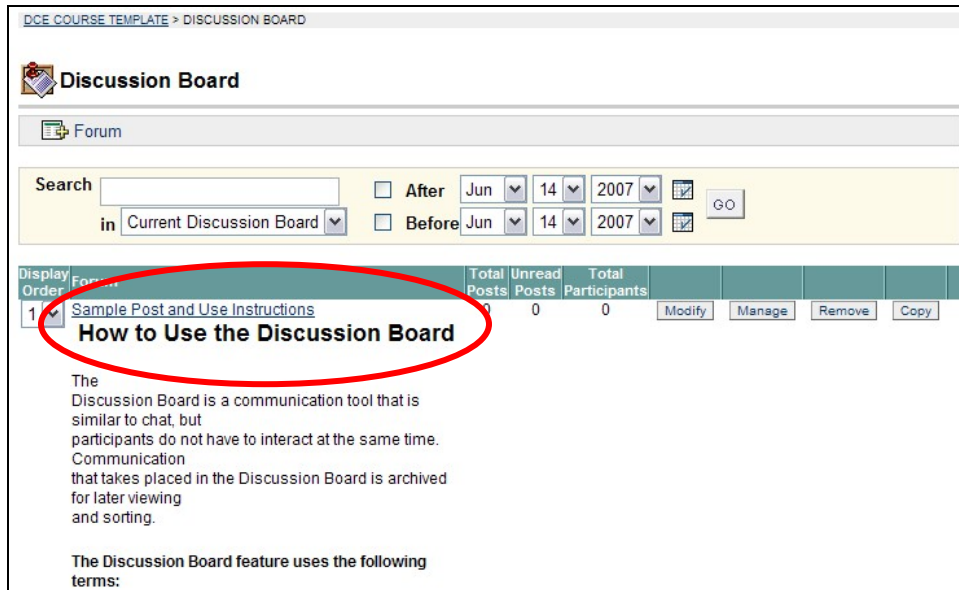 DCE COURSE TEMPLATE > DISCUSSION BOARD
Discussion Board
Forum
Search After Jun 14 2007 GO
in Current Discussion Board Before Jun 14 2007
Display Order Forum Total Posts Unread Posts Total Participants
1 Sample Post and Use Instructions 0 0 0 Modify Manage Remove Copy
How to Use the Discussion Board
The
Discussion Board is a communication tool that is
similar to chat, but
participants do not have to interact at the same time.
Communication
that takes placed in the Discussion Board is archived
for later viewing
and sorting.
The Discussion Board feature uses the following
terms: